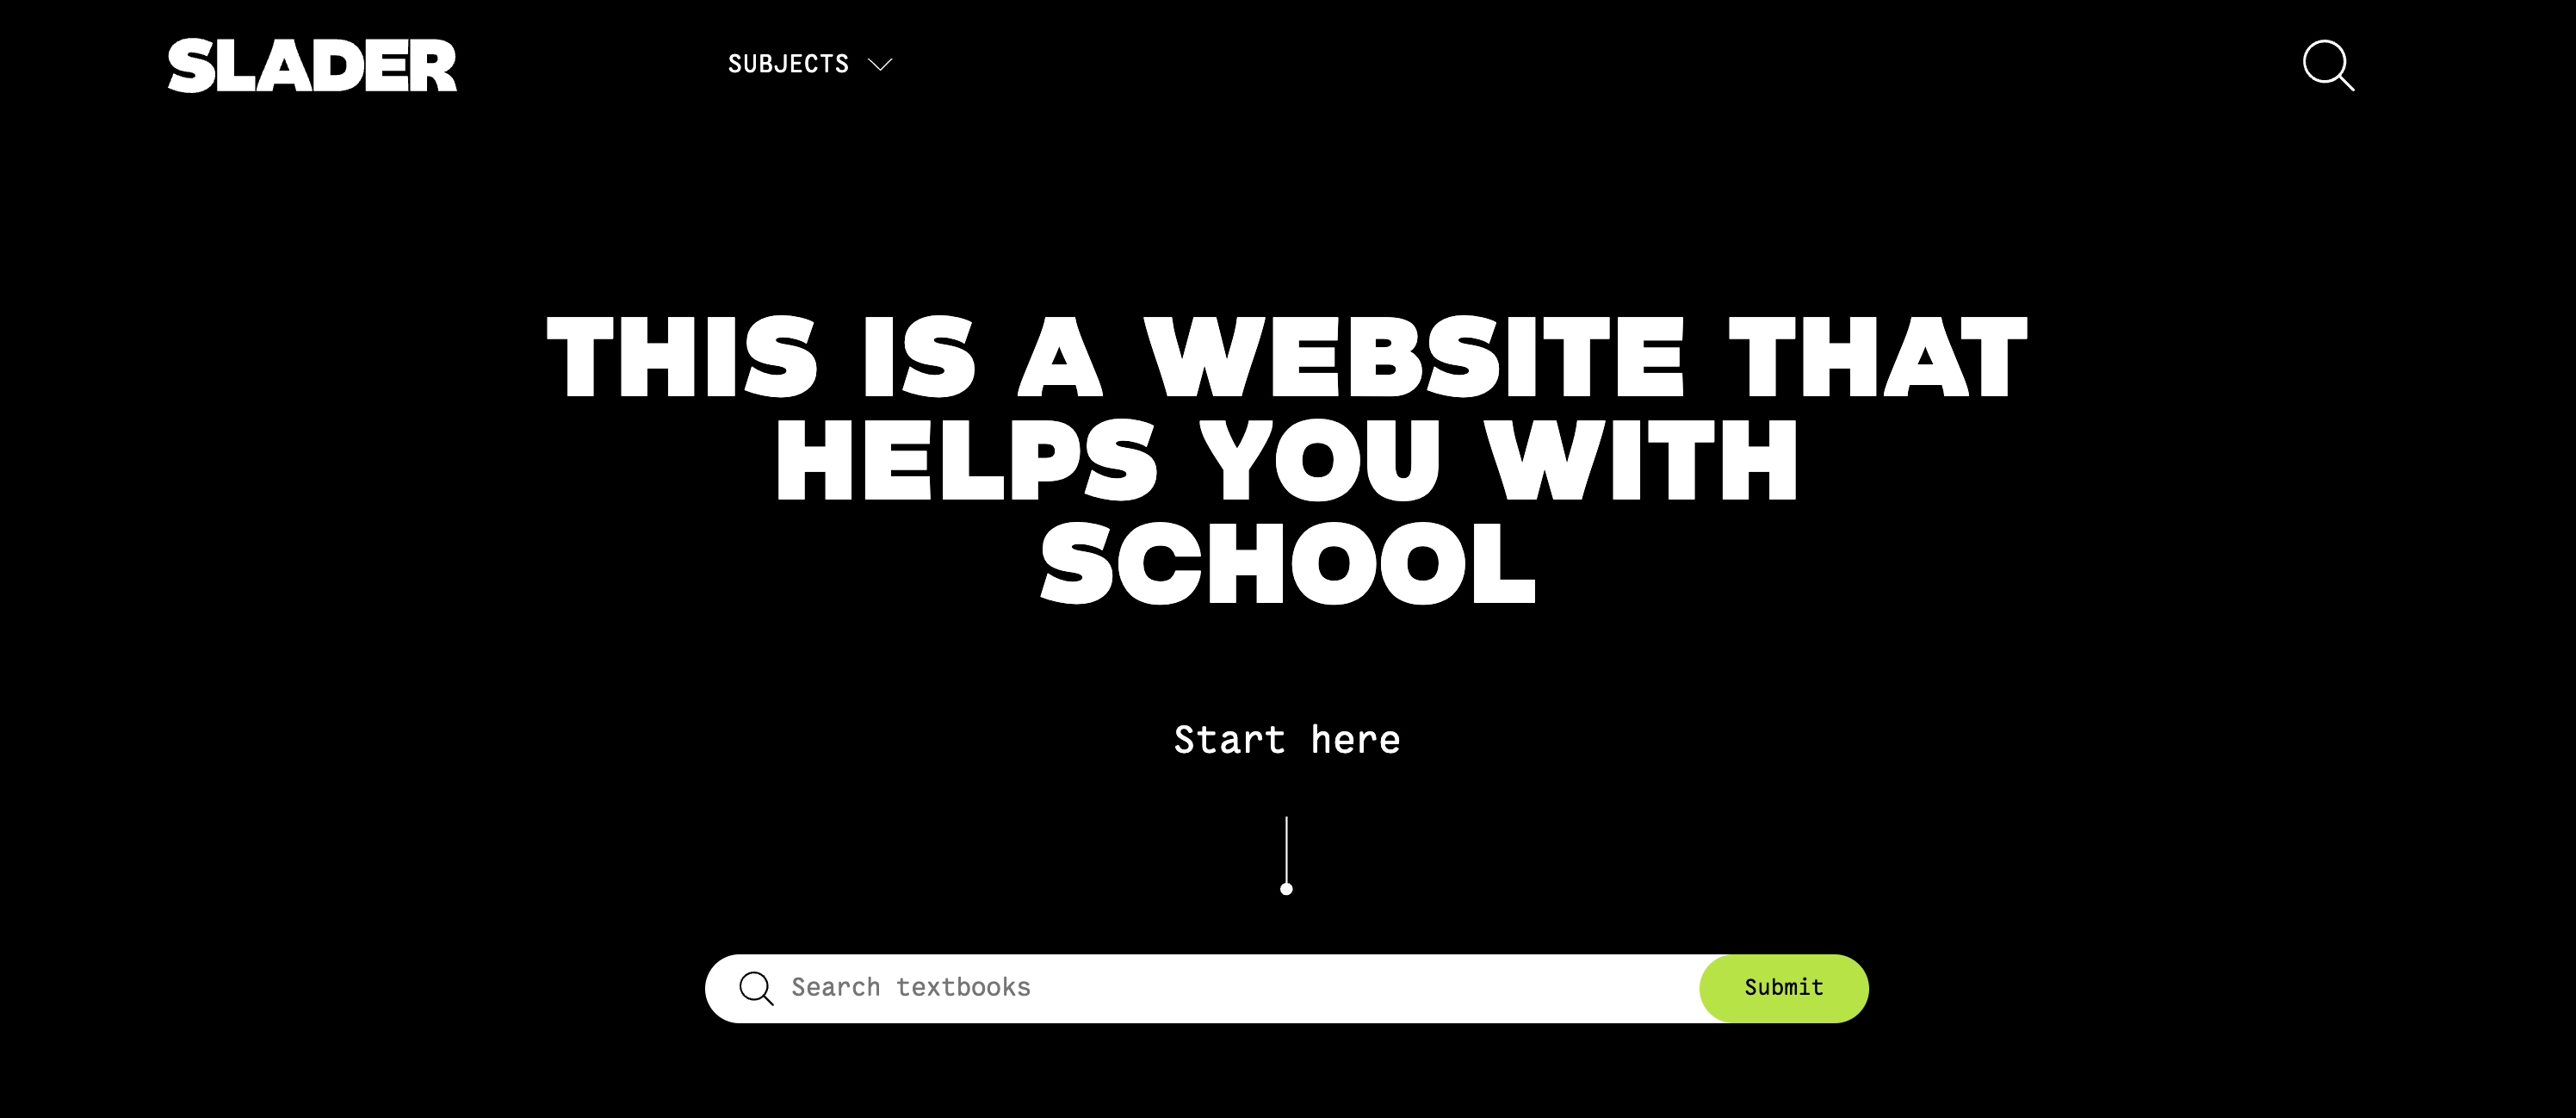 SLADER
SUBJECTS
THIS IS A WEBSITE THAT
HELPS YOU WITH
SCHOOL
Start here
Search textbooks
Submit